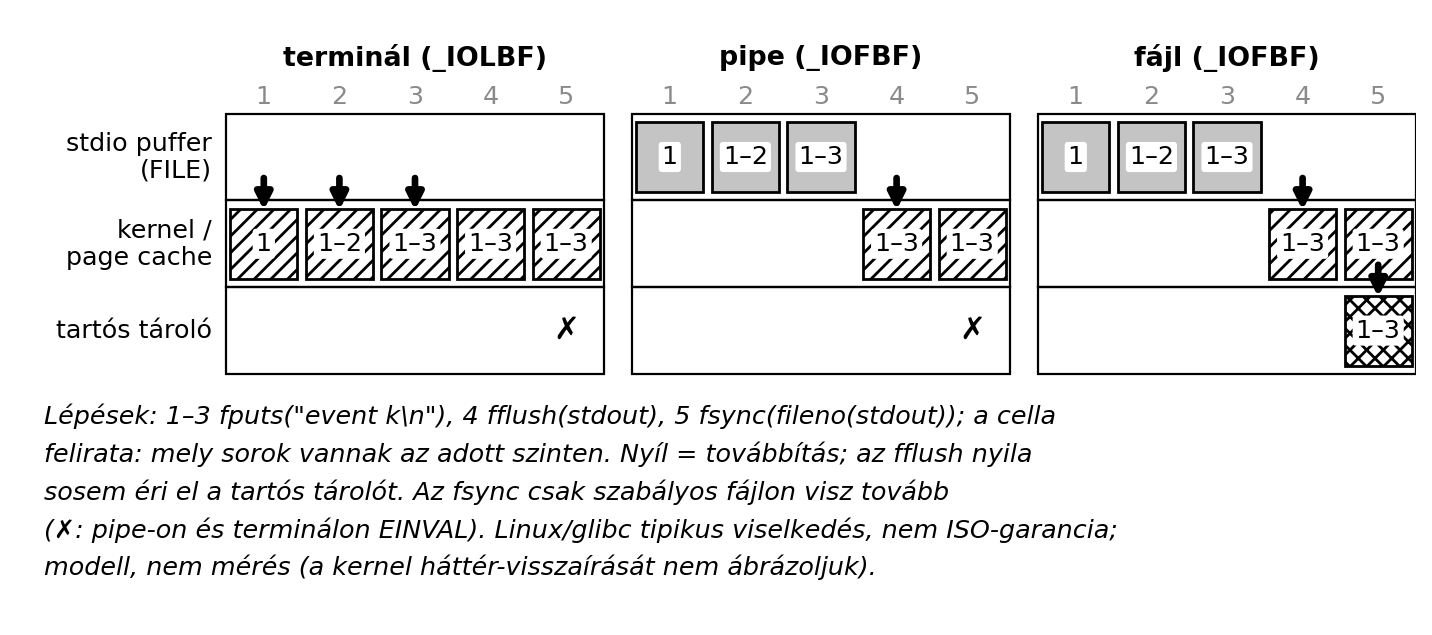 terminál (_IOLBF) pipe (_IOFBF) fájl (_IOFBF)
1 2 3 4 5 1 2 3 4 5 1 2 3 4 5
stdio puffer
(FILE)
1 1–2 1–3 1 1–2 1–3
kernel /
page cache
1 1–2 1–3 1–3 1–3 1–3 1–3 1–3 1–3
tartós tároló
✗ ✗ 1–3
Lépések: 1–3 fputs("event k\n"), 4 fflush(stdout), 5 fsync(fileno(stdout)); a cella
felirata: mely sorok vannak az adott szinten. Nyíl = továbbítás; az fflush nyila
sosem éri el a tartós tárolót. Az fsync csak szabályos fájlon visz tovább
(✗: pipe-on és terminálon EINVAL). Linux/glibc tipikus viselkedés, nem ISO-garancia;
modell, nem mérés (a kernel háttér-visszaírását nem ábrázoljuk).